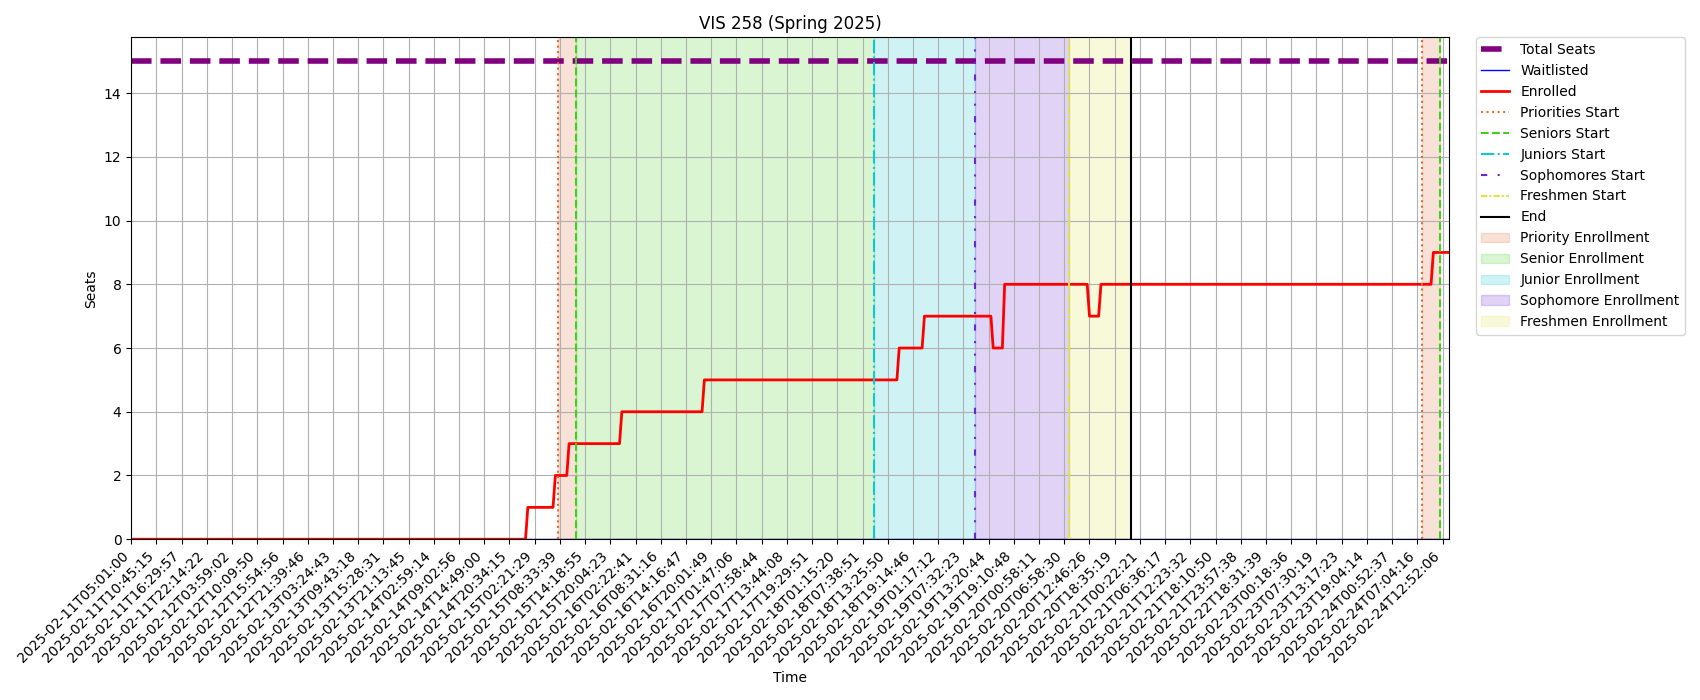 VIS 258 (Spring 2025)
Seats
14
12
10
8
6
4
2
0
2025-02-11T05:01:00
2025-02-11T10:45:15
2025-02-11T16:29:57
2025-02-11T22:14:22
2025-02-12T03:59:02
2025-02-12T10:09:50
2025-02-12T15:54:56
2025-02-12T21:39:46
2025-02-13T03:24:43
2025-02-13T09:43:18
2025-02-13T15:28:31
2025-02-13T21:13:45
2025-02-14T02:59:14
2025-02-14T09:02:56
2025-02-14T14:49:00
2025-02-14T20:34:15
2025-02-15T02:21:29
2025-02-15T08:33:39
2025-02-15T14:18:55
2025-02-15T20:04:23
2025-02-16T02:22:41
2025-02-16T08:31:16
2025-02-16T14:16:47
2025-02-16T20:01:49
2025-02-17T01:47:06
2025-02-17T07:58:44
2025-02-17T13:44:08
2025-02-17T19:29:51
2025-02-18T01:15:20
2025-02-18T07:38:51
2025-02-18T13:25:50
2025-02-18T19:14:46
2025-02-19T01:17:12
2025-02-19T07:32:23
2025-02-19T13:20:44
2025-02-19T19:10:48
2025-02-20T00:58:11
2025-02-20T06:58:30
2025-02-20T12:46:26
2025-02-20T18:35:19
2025-02-21T00:22:21
2025-02-21T06:36:17
2025-02-21T12:23:32
2025-02-21T18:10:50
2025-02-21T23:57:38
2025-02-22T18:31:39
2025-02-23T00:18:36
2025-02-23T07:30:19
2025-02-23T13:17:23
2025-02-23T19:04:14
2025-02-24T00:52:37
2025-02-24T07:04:16
2025-02-24T12:52:06
Time
Total Seats
Waitlisted
Enrolled
Priorities Start
Seniors Start
Juniors Start
Sophomores Start
Freshmen Start
End
Priority Enrollment
Senior Enrollment
Junior Enrollment
Sophomore Enrollment
Freshmen Enrollment